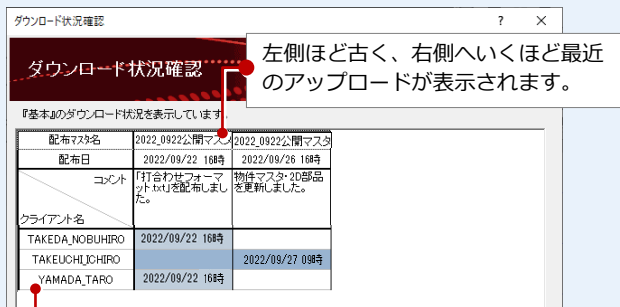 ダウンロード状況確認
ダウンロード状況確認
左側ほど古く、右側へいくほど最近
のアップロードが表示されます。
『基本』のダウンロード状況を表示しています。
配布マスタ名 2022_0922公開マスタ 2022_0922公開マスタ
配布日 2022/09/22 16時 2022/09/26 16時
コメント 「打合わせフォーマ 物件マスタ・2D部品
ット.txt」を配布しまし を更新しました。
た。
クライアント名
TAKEDA_NOBUHIRO 2022/09/22 16時
TAKEUCHI_ICHIRO 2022/09/27 09時
YAMADA_TARO 2022/09/22 16時